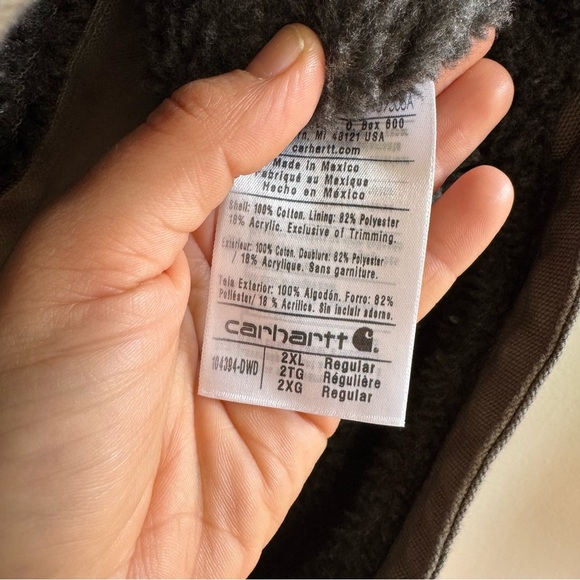 . Box 600
rn, MI 48121 USA
carhartt.com
Made in Mexico
Fabriqué au Mexique
Hecho en México
Shell: 100% Cotton. Lining: 82% Polyester
18% Acrylic. Exclusive of Trimming.
Extérieur: 100% Coton. Doublure: 82% Polyester
/ 18% Acrylique. Sans garniture.
Tela Exterior: 100% Algodón. Forro: 82%
Poliéster/ 18 % Acrílico. Sin incluir adorno.
carhartt
104394-DWD
2XL Regular
2TG Régulière
2XG Regular